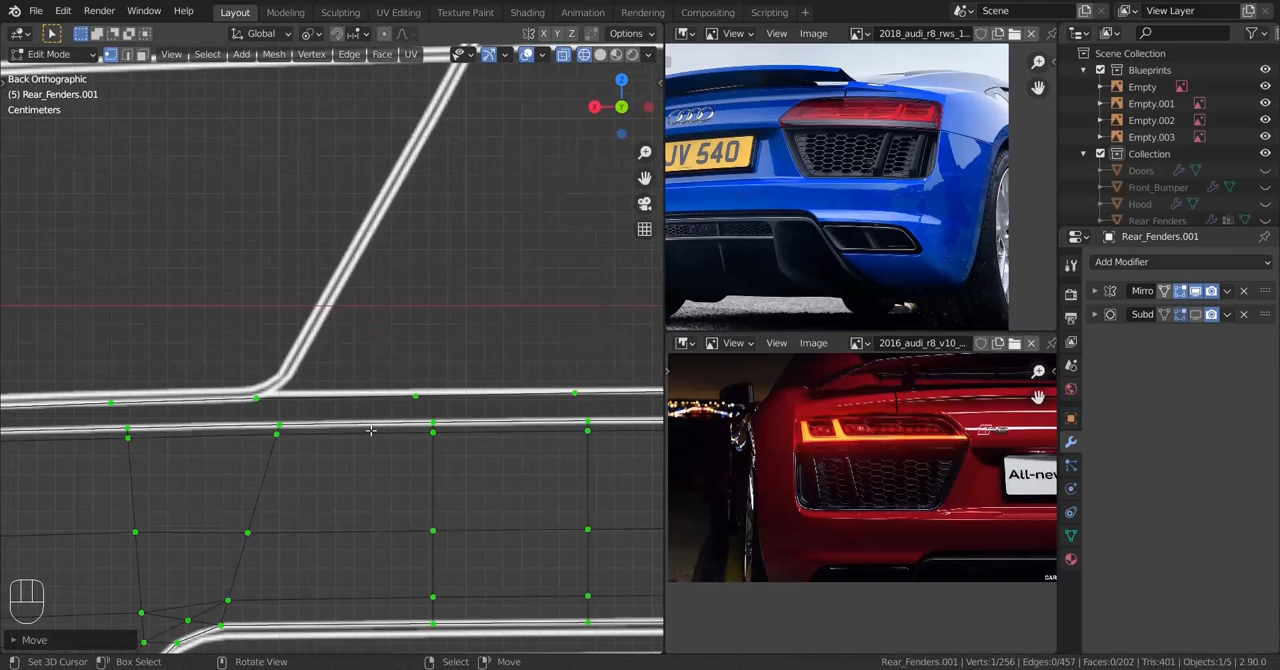 File Edit Render Window Help
Layout Modeling Sculpting UV Editing Texture Paint Shading Animation Rendering Compositing Scripting +
Scene View Layer
Global X Y Z Options
View Image 2018_audi_r8_rws_1...
Edit Mode View Select Add Mesh Vertex Edge Face UV
Back Orthographic
(5) Rear_Fenders.001
Centimeters
Z
X
Y
JV 540
Scene Collection
Blueprints
Empty
Empty.001
Empty.002
Empty.003
Collection
Doors
Front_Bumper
Hood
Rear_Fenders
Rear_Fenders.001
Add Modifier
Mirro
Subd
View View Image 2016_audi_r8_v10_...
All-new
CAR
Move
Set 3D Cursor Box Select Rotate View Select Move
Rear_Fenders.001 | Verts:1/256 | Edges:0/457 | Faces:0/202 | Tris:401 | Objects:1/5 | 2.90.0